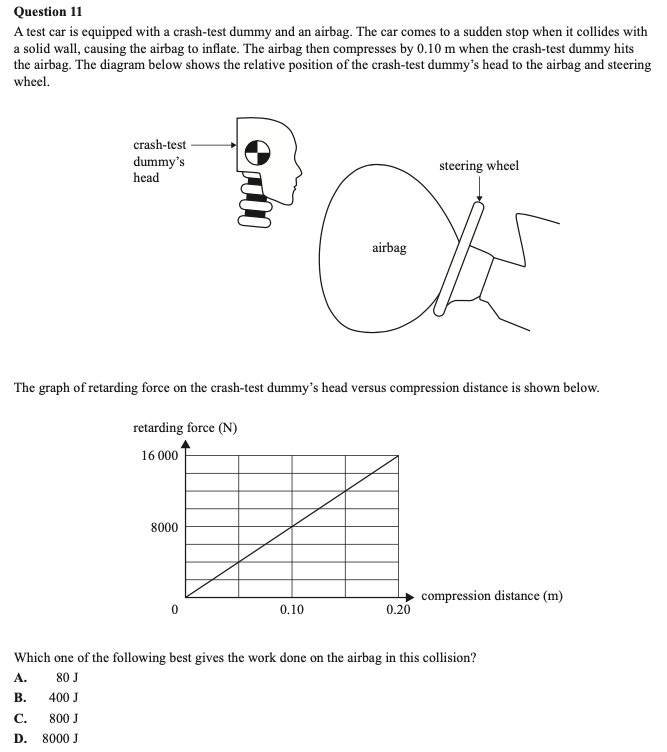 Question 11
A test car is equipped with a crash-test dummy and an airbag. The car comes to a sudden stop when it collides with
a solid wall, causing the airbag to inflate. The airbag then compresses by 0.10 m when the crash-test dummy hits
the airbag. The diagram below shows the relative position of the crash-test dummy’s head to the airbag and steering
wheel.
crash-test
dummy’s
head
steering wheel
airbag
The graph of retarding force on the crash-test dummy’s head versus compression distance is shown below.
retarding force (N)
16 000
8000
compression distance (m)
0
0.10
0.20
Which one of the following best gives the work done on the airbag in this collision?
A. 80 J
B. 400 J
C. 800 J
D. 8000 J